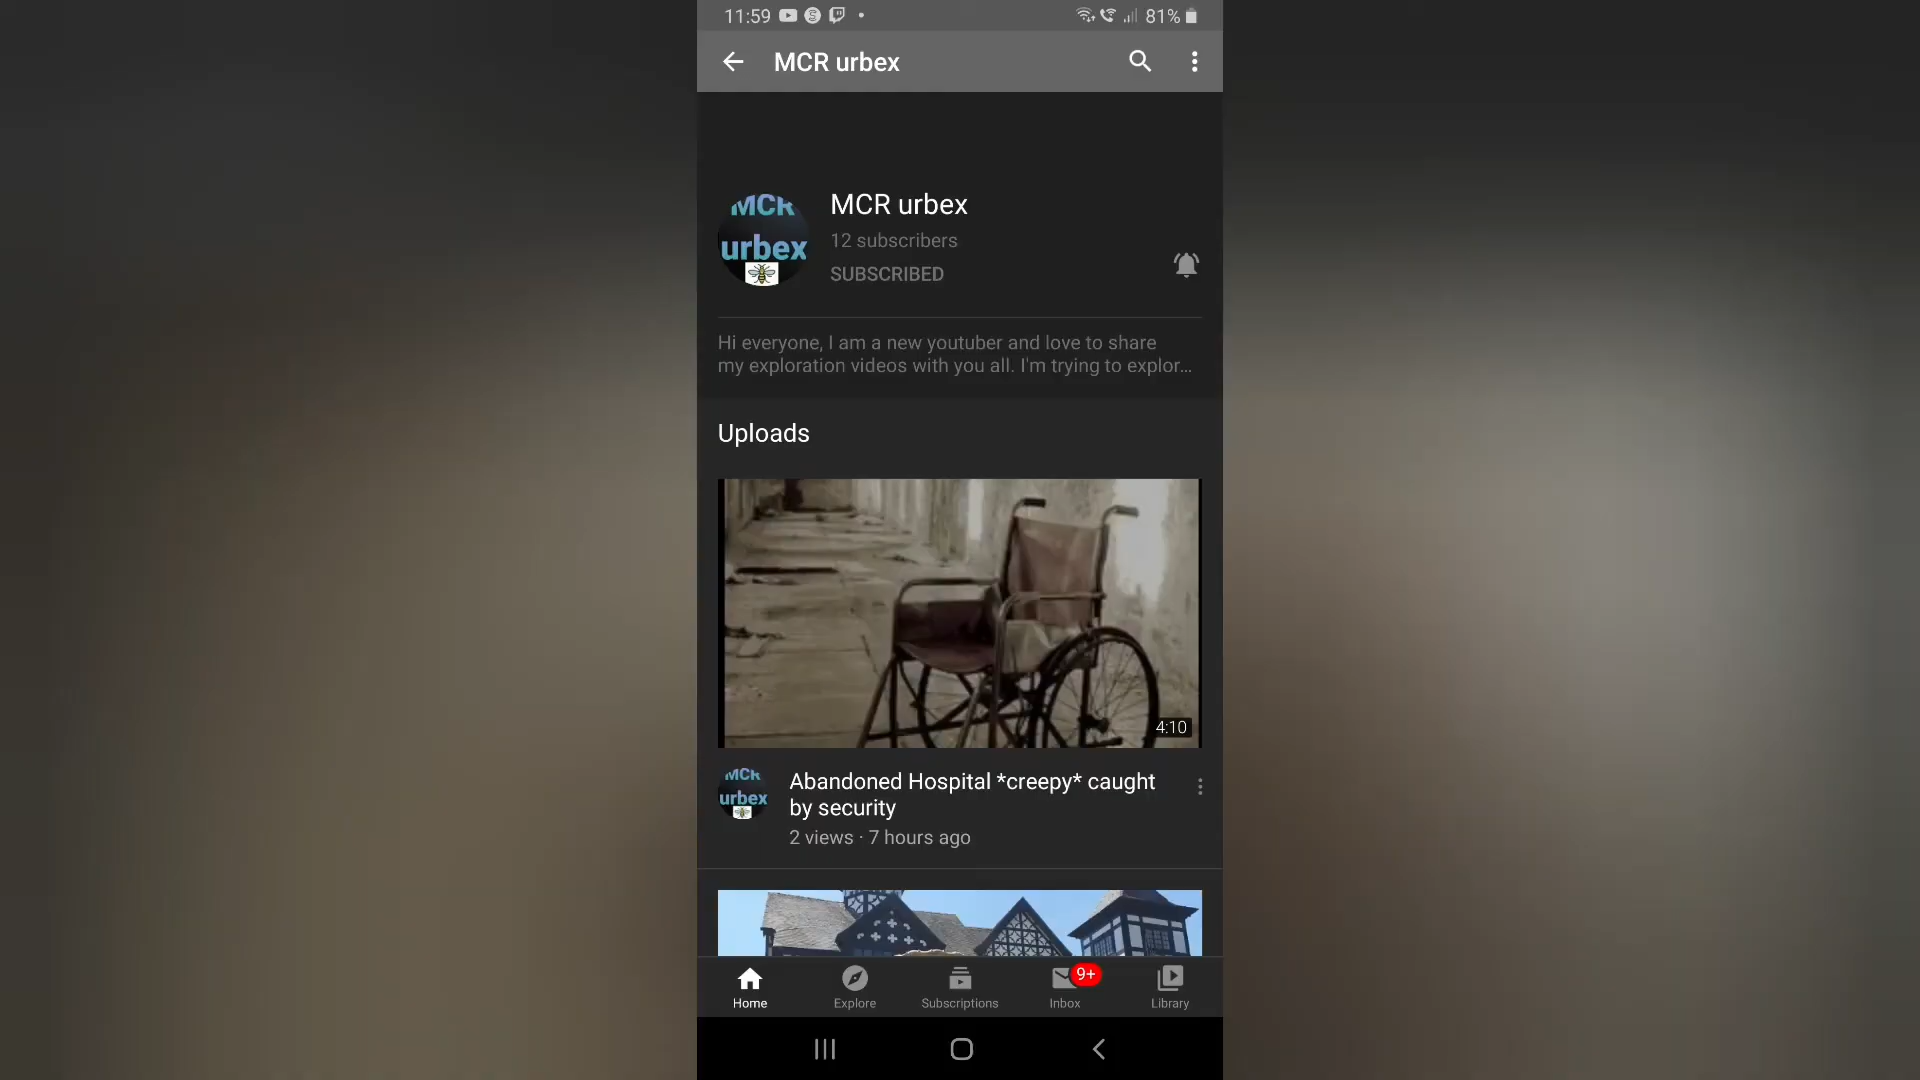 11:59
81%
MCR urbex
MCR
urbex
MCR urbex
12 subscribers
SUBSCRIBED
Hi everyone, I am a new youtuber and love to share
my exploration videos with you all. I'm trying to explor...
Uploads
4:10
MCR
urbex
Abandoned Hospital *creepy* caught
by security
2 views · 7 hours ago
Home
Explore
Subscriptions
9+
Inbox
Library